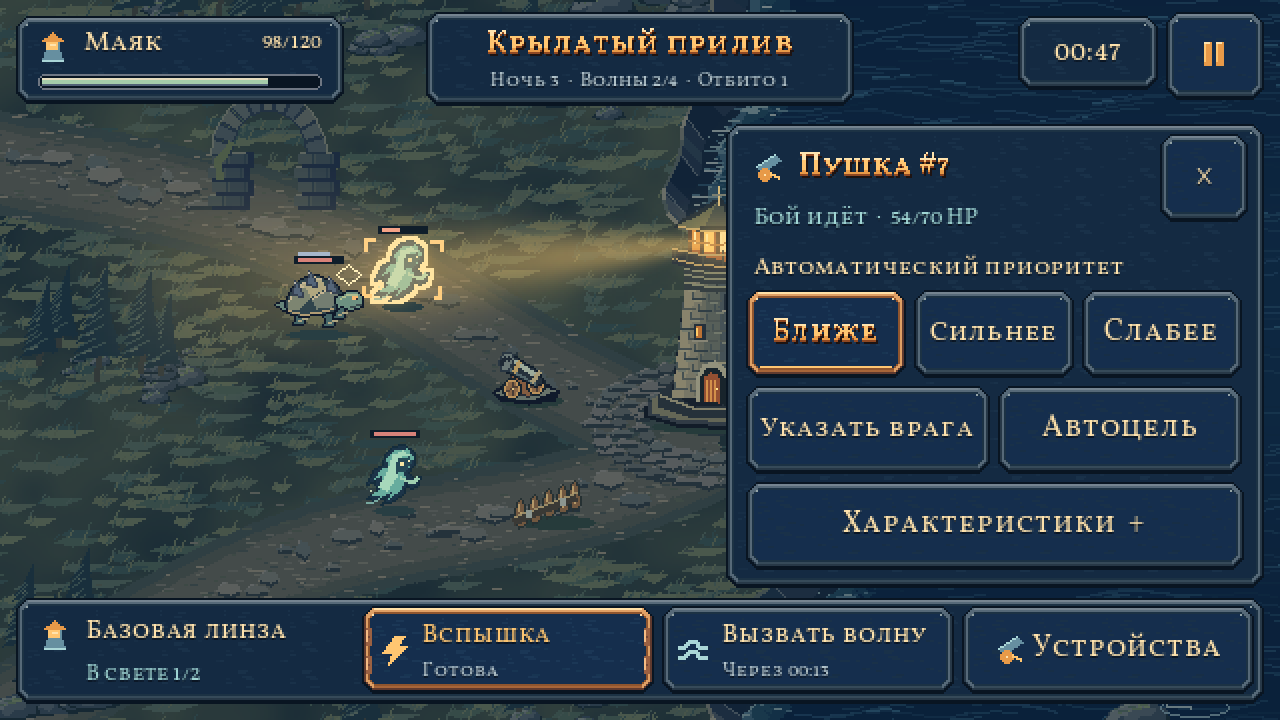 Маяк 98/120
Крылатый прилив
Ночь 3 · Волны 2/4 · Отбито 1
00:47
Пушка #7
X
Бой идёт · 54/70 HP
Автоматический приоритет
Ближе
Сильнее
Слабее
Указать врага
Автоцель
Характеристики +
Базовая линза
В свете 1/2
Вспышка
Готова
Вызвать волну
Через 00:13
Устройства